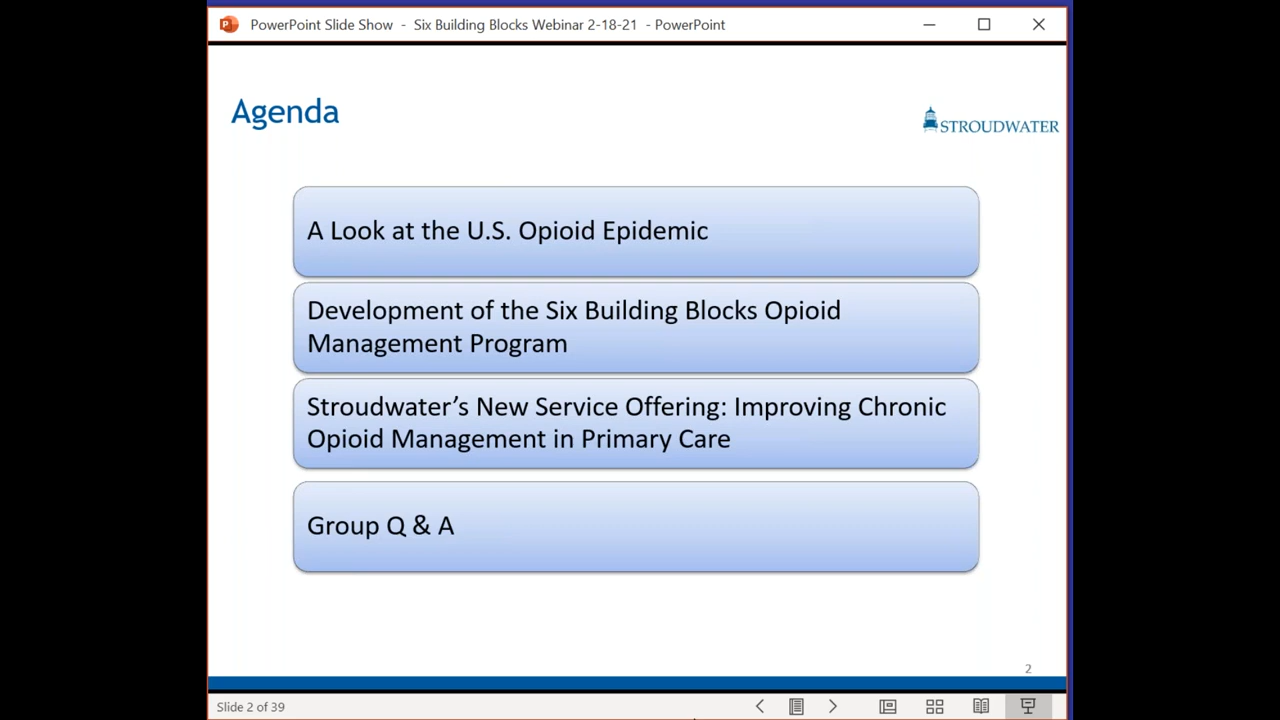 PowerPoint Slide Show - Six Building Blocks Webinar 2-18-21 - PowerPoint
Agenda
STROUDWATER
A Look at the U.S. Opioid Epidemic
Development of the Six Building Blocks Opioid
Management Program
Stroudwater’s New Service Offering: Improving Chronic
Opioid Management in Primary Care
Group Q & A
2
Slide 2 of 39